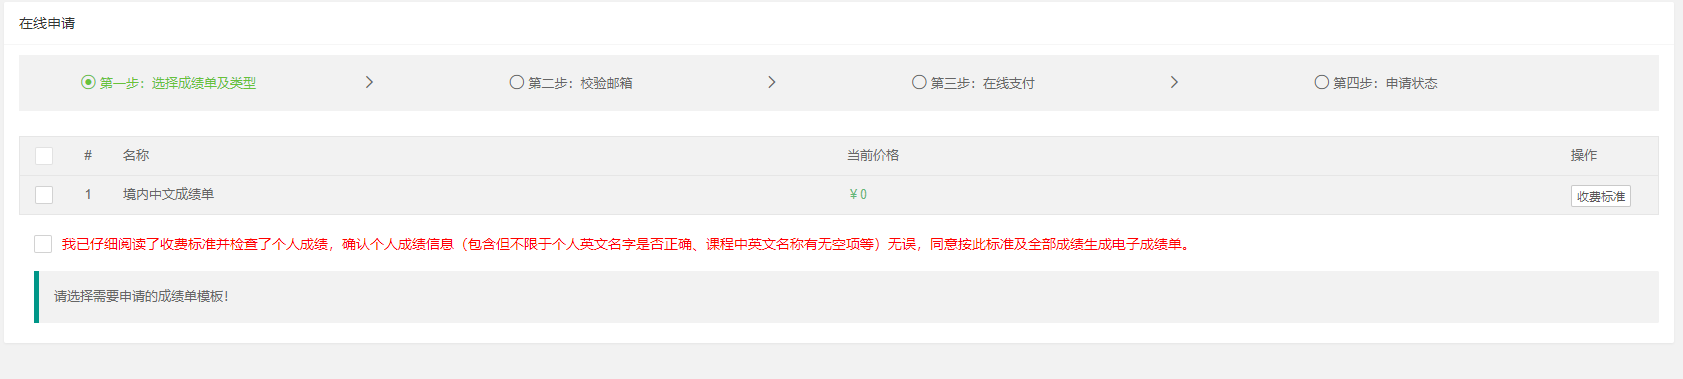 在线申请
第一步：选择成绩单及类型 > 第二步：校验邮箱 > 第三步：在线支付 > 第四步：申请状态
# 名称 当前价格 操作
1 境内中文成绩单 ￥0 收费标准
我已仔细阅读了收费标准并检查了个人成绩，确认个人成绩信息（包含但不限于个人英文名字是否正确、课程中英文名称有无空项等）无误，同意按此标准及全部成绩生成电子成绩单。
请选择需要申请的成绩单模板！